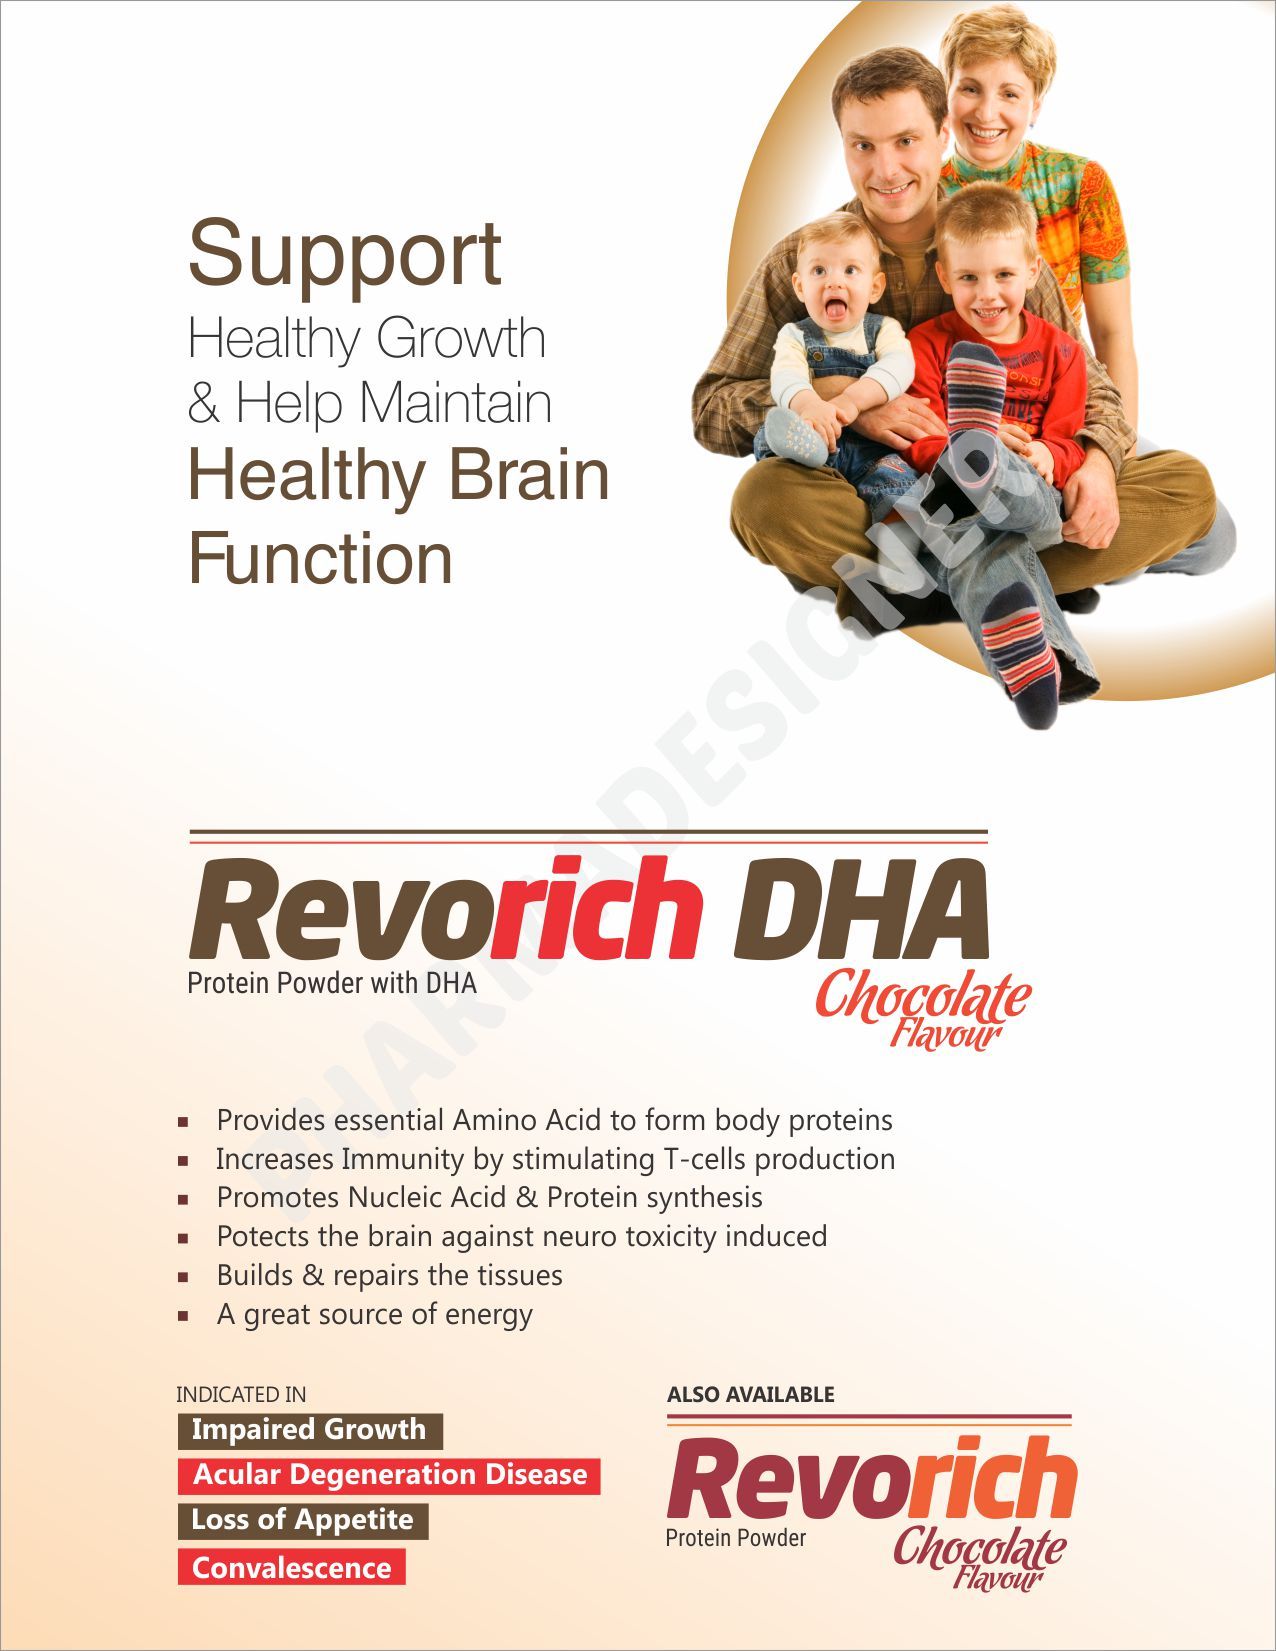 Support
Healthy Growth
& Help Maintain
Healthy Brain
Function
PHARMADESIGNER
Revorich DHA
Protein Powder with DHA
Chocolate
Flavour
Provides essential Amino Acid to form body proteins
Increases Immunity by stimulating T-cells production
Promotes Nucleic Acid & Protein synthesis
Potects the brain against neuro toxicity induced
Builds & repairs the tissues
A great source of energy
INDICATED IN
Impaired Growth
Acular Degeneration Disease
Loss of Appetite
Convalescence
ALSO AVAILABLE
Revorich
Protein Powder
Chocolate
Flavour